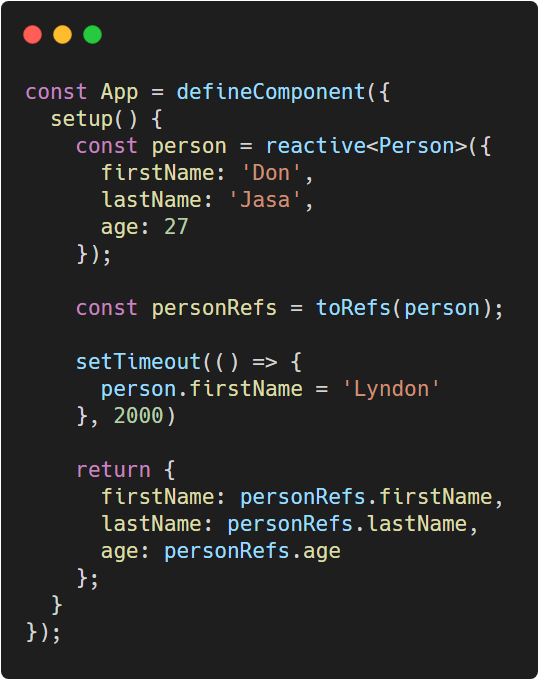 const App = defineComponent({
  setup() {
    const person = reactive<Person>({
      firstName: 'Don',
      lastName: 'Jasa',
      age: 27
    });

    const personRefs = toRefs(person);

    setTimeout(() => {
      person.firstName = 'Lyndon'
    }, 2000)

    return {
      firstName: personRefs.firstName,
      lastName: personRefs.lastName,
      age: personRefs.age
    };
  }
});